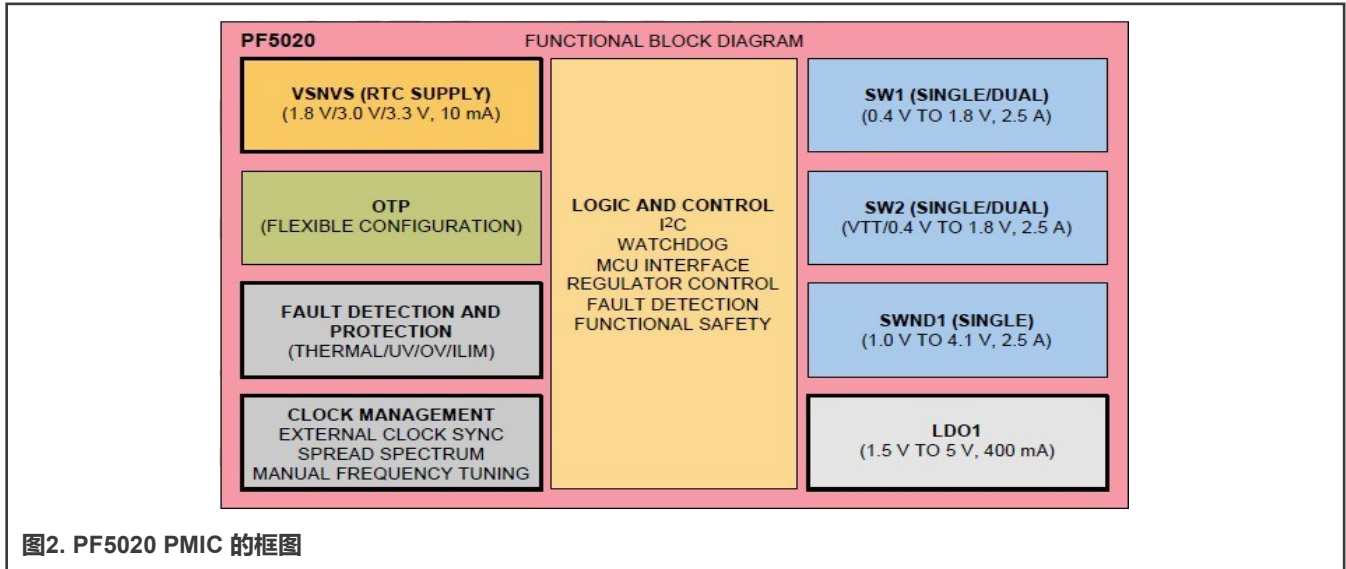 PF5020 FUNCTIONAL BLOCK DIAGRAM
VSNVS (RTC SUPPLY)
(1.8 V/3.0 V/3.3 V, 10 mA)
OTP
(FLEXIBLE CONFIGURATION)
FAULT DETECTION AND
PROTECTION
(THERMAL/UV/OV/ILIM)
CLOCK MANAGEMENT
EXTERNAL CLOCK SYNC
SPREAD SPECTRUM
MANUAL FREQUENCY TUNING
LOGIC AND CONTROL
I2C
WATCHDOG
MCU INTERFACE
REGULATOR CONTROL
FAULT DETECTION
FUNCTIONAL SAFETY
SW1 (SINGLE/DUAL)
(0.4 V TO 1.8 V, 2.5 A)
SW2 (SINGLE/DUAL)
(VTT/0.4 V TO 1.8 V, 2.5 A)
SWND1 (SINGLE)
(1.0 V TO 4.1 V, 2.5 A)
LDO1
(1.5 V TO 5 V, 400 mA)
图2. PF5020 PMIC 的框图